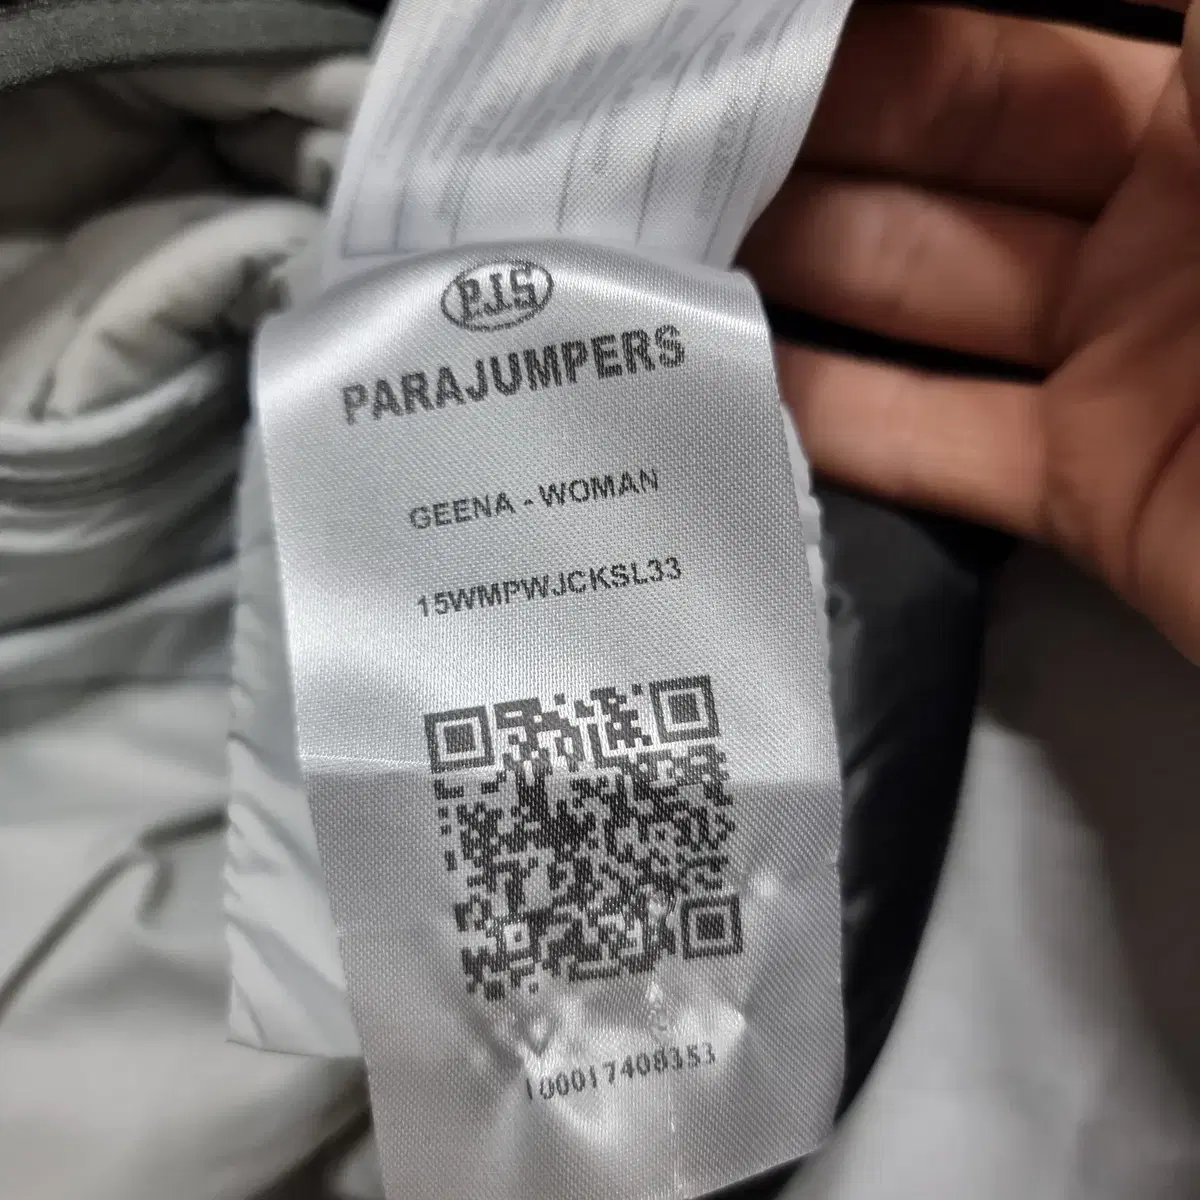 PJS
PARAJUMPERS
GEENA - WOMAN
15WMPWJCKSL33
100017408353